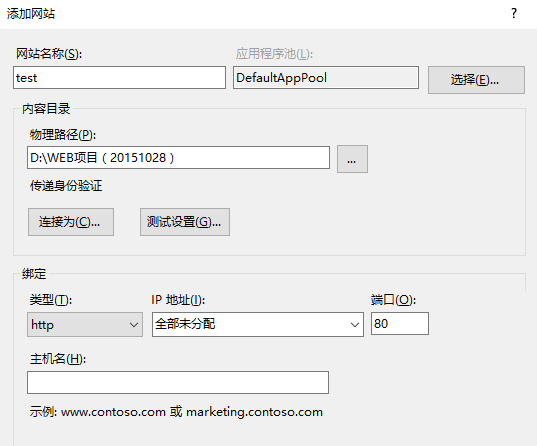 添加网站 ?
网站名称(S): 应用程序池(L):
test DefaultAppPool 选择(E)...
内容目录
物理路径(P):
D:\WEB项目（20151028） ...
传递身份验证
连接为(C)... 测试设置(G)...
绑定
类型(T): IP 地址(I): 端口(O):
http 全部未分配 80
主机名(H):
示例: www.contoso.com 或 marketing.contoso.com